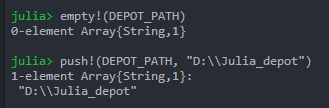 julia> empty!(DEPOT_PATH)
0-element Array{String,1}
julia> push!(DEPOT_PATH, "D:\\Julia_depot")
1-element Array{String,1}:
"D:\\Julia_depot"